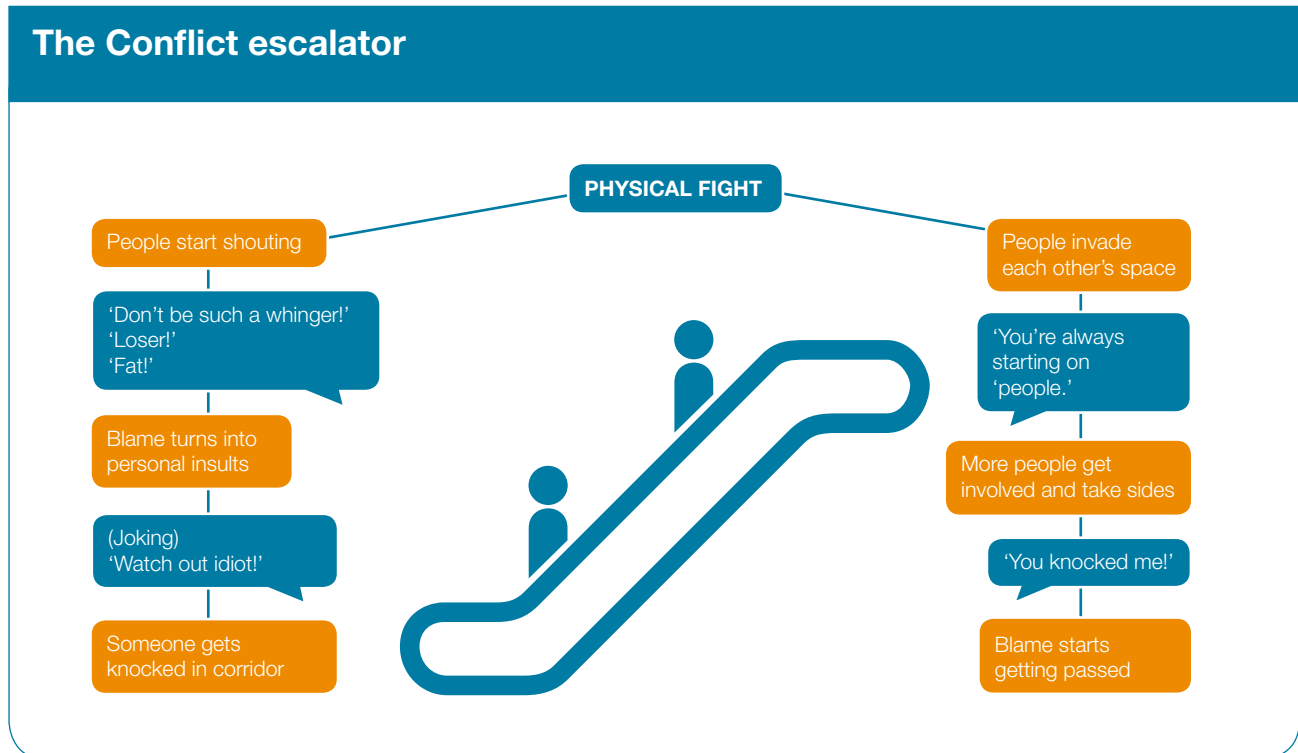 The Conflict escalator
PHYSICAL FIGHT
People start shouting
‘Don’t be such a whinger!’
‘Loser!’
‘Fat!’
Blame turns into
personal insults
(Joking)
‘Watch out idiot!’
Someone gets
knocked in corridor
People invade
each other’s space
‘You’re always
starting on
‘people.’
More people get
involved and take sides
‘You knocked me!’
Blame starts
getting passed